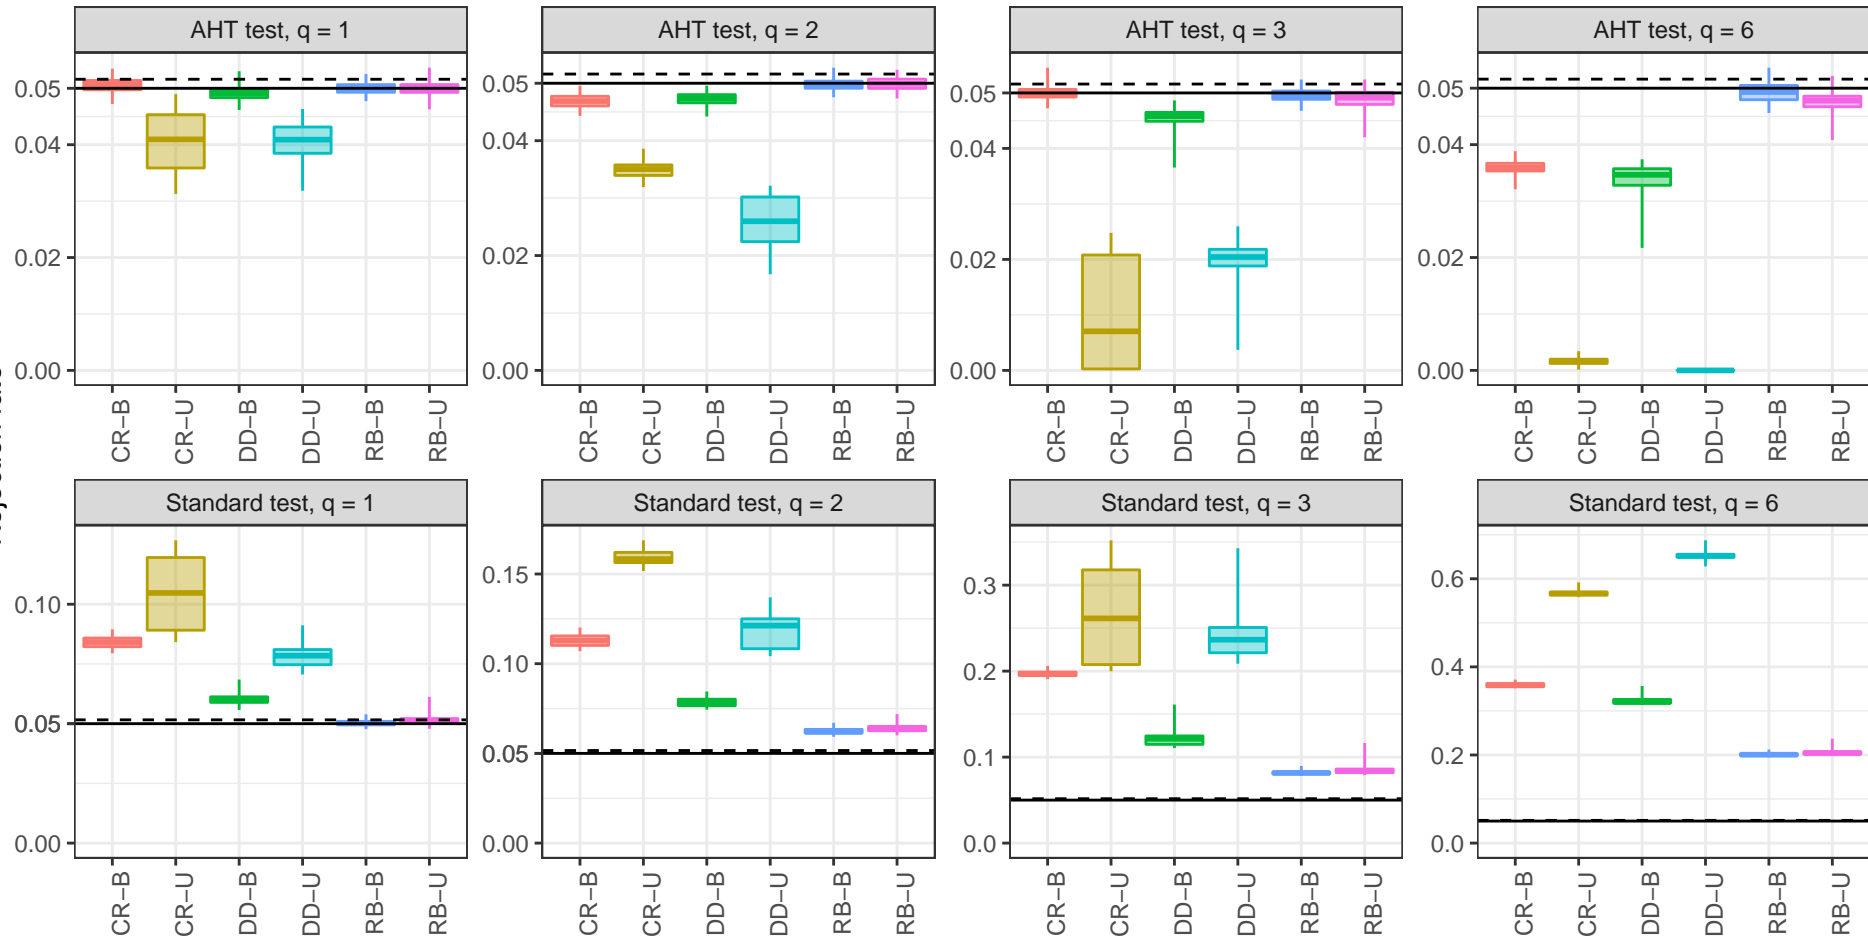 AHT test, q = 1
AHT test, q = 2
AHT test, q = 3
AHT test, q = 6
0.05
0.04
0.02
0.00
0.05
0.04
0.02
0.00
0.05
0.04
0.02
0.00
0.05
0.04
0.02
0.00
CR−B
CR−U
DD−B
DD−U
RB−B
RB−U
CR−B
CR−U
DD−B
DD−U
RB−B
RB−U
CR−B
CR−U
DD−B
DD−U
RB−B
RB−U
CR−B
CR−U
DD−B
DD−U
RB−B
RB−U
Standard test, q = 1
Standard test, q = 2
Standard test, q = 3
Standard test, q = 6
0.10
0.05
0.00
0.15
0.10
0.05
0.00
0.3
0.2
0.1
0.0
0.6
0.4
0.2
0.0
CR−B
CR−U
DD−B
DD−U
RB−B
RB−U
CR−B
CR−U
DD−B
DD−U
RB−B
RB−U
CR−B
CR−U
DD−B
DD−U
RB−B
RB−U
CR−B
CR−U
DD−B
DD−U
RB−B
RB−U